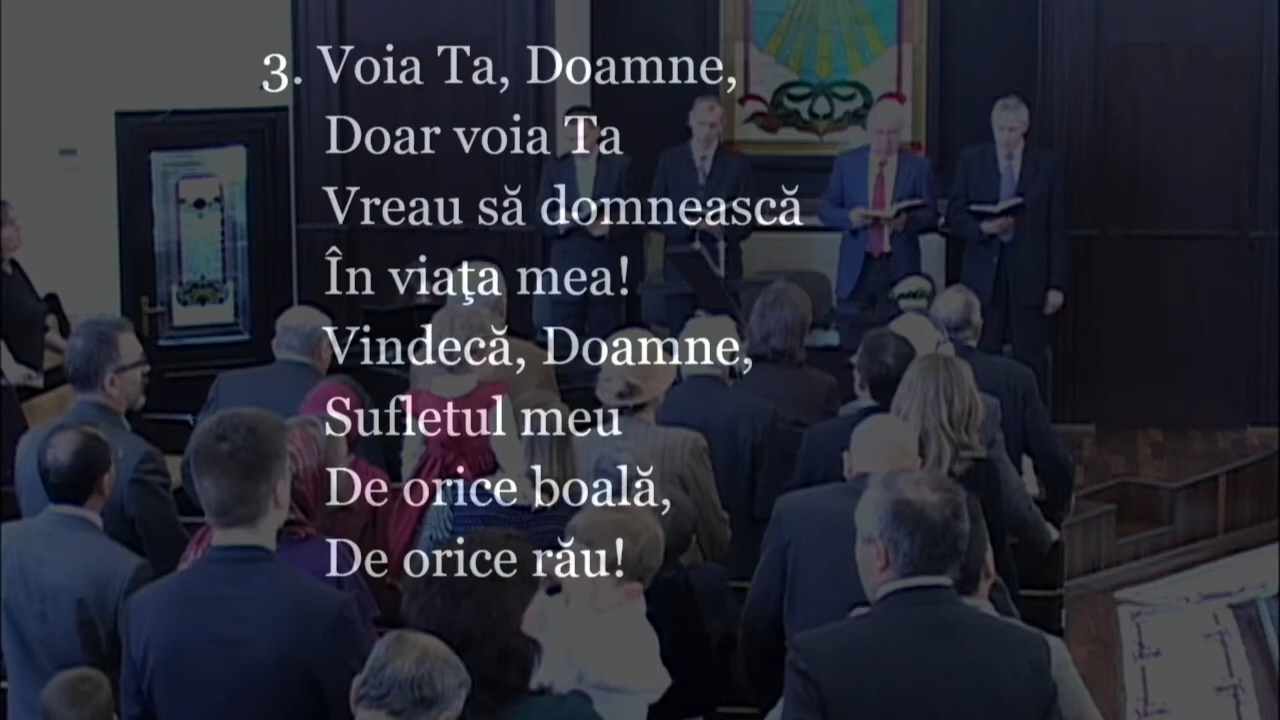 3. Voia Ta, Doamne,
Doar voia Ta
Vreau să domnească
În viaţa mea!
Vindecă, Doamne,
Sufletul meu
De orice boală,
De orice rău!